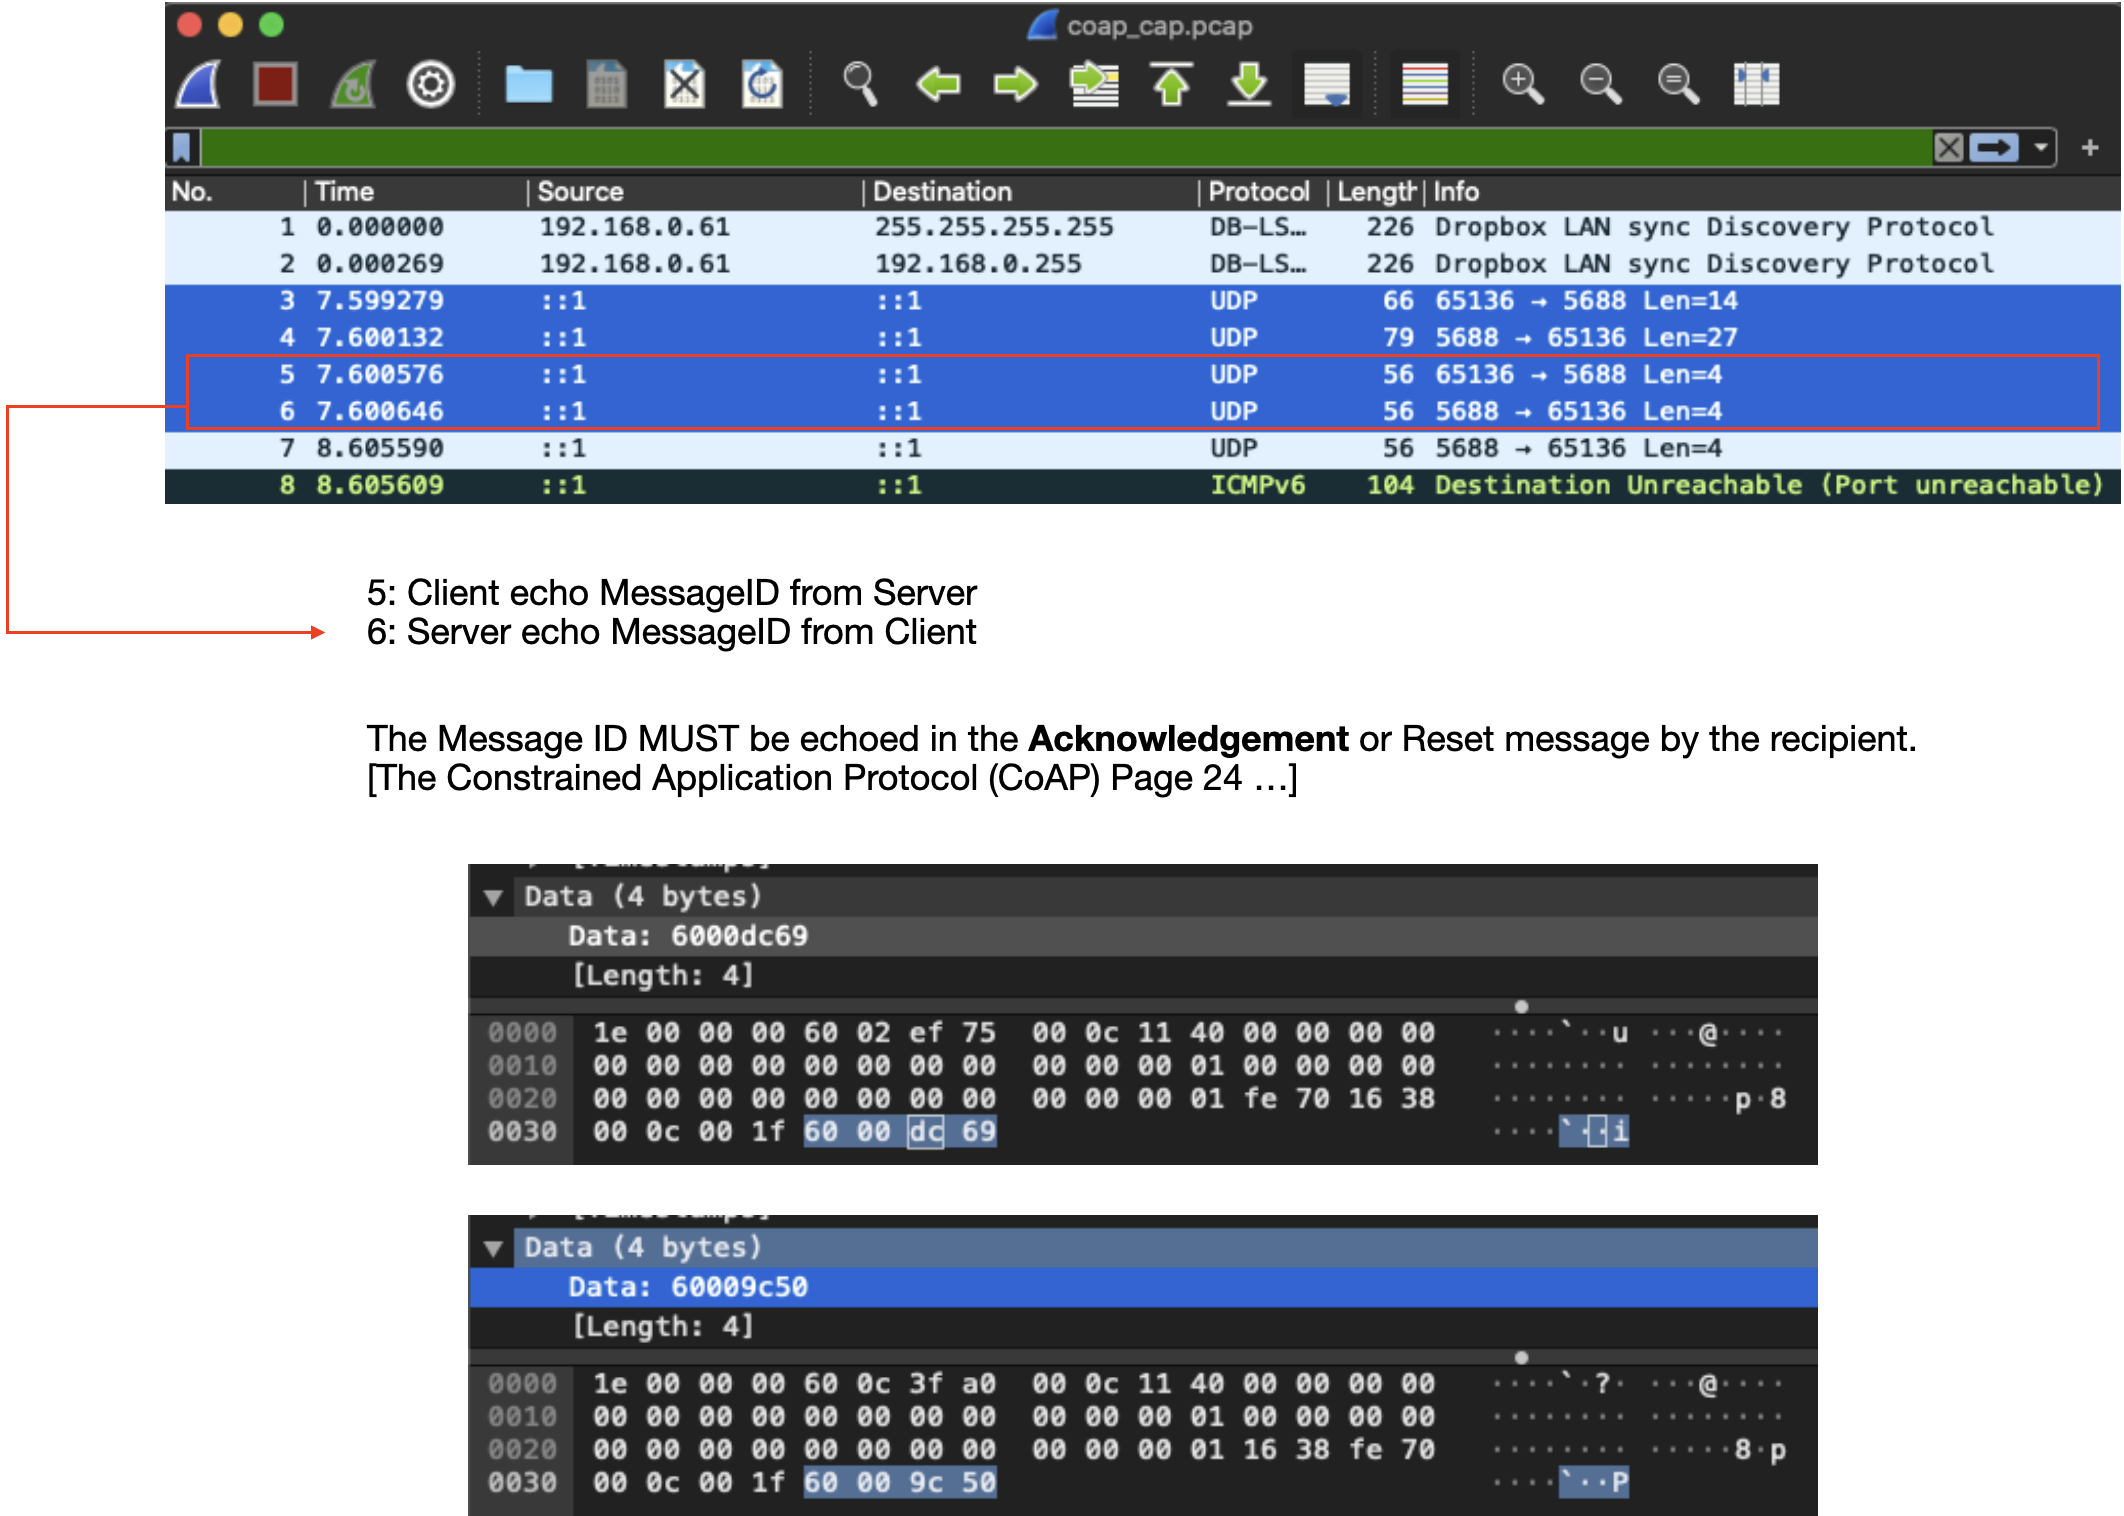 coap_cap.pcap
No. Time Source Destination Protocol Length Info
1 0.000000 192.168.0.61 255.255.255.255 DB-LS… 226 Dropbox LAN sync Discovery Protocol
2 0.000269 192.168.0.61 192.168.0.255 DB-LS… 226 Dropbox LAN sync Discovery Protocol
3 7.599279 ::1 ::1 UDP 66 65136 → 5688 Len=14
4 7.600132 ::1 ::1 UDP 79 5688 → 65136 Len=27
5 7.600576 ::1 ::1 UDP 56 65136 → 5688 Len=4
6 7.600646 ::1 ::1 UDP 56 5688 → 65136 Len=4
7 8.605590 ::1 ::1 UDP 56 5688 → 65136 Len=4
8 8.605609 ::1 ::1 ICMPv6 104 Destination Unreachable (Port unreachable)
5: Client echo MessageID from Server
6: Server echo MessageID from Client
The Message ID MUST be echoed in the Acknowledgement or Reset message by the recipient.
[The Constrained Application Protocol (CoAP) Page 24 …]
Data (4 bytes)
Data: 6000dc69
[Length: 4]
0000 1e 00 00 00 60 02 ef 75 00 0c 11 40 00 00 00 00 ····`··u ···@····
0010 00 00 00 00 00 00 00 00 00 00 00 01 00 00 00 00 ········ ········
0020 00 00 00 00 00 00 00 00 00 00 00 01 fe 70 16 38 ········ ·····p·8
0030 00 0c 00 1f 60 00 dc 69 ····`··i
Data (4 bytes)
Data: 60009c50
[Length: 4]
0000 1e 00 00 00 60 0c 3f a0 00 0c 11 40 00 00 00 00 ····`·?· ···@····
0010 00 00 00 00 00 00 00 00 00 00 00 01 00 00 00 00 ········ ········
0020 00 00 00 00 00 00 00 00 00 00 00 01 16 38 fe 70 ········ ·····8·p
0030 00 0c 00 1f 60 00 9c 50 ····`··P